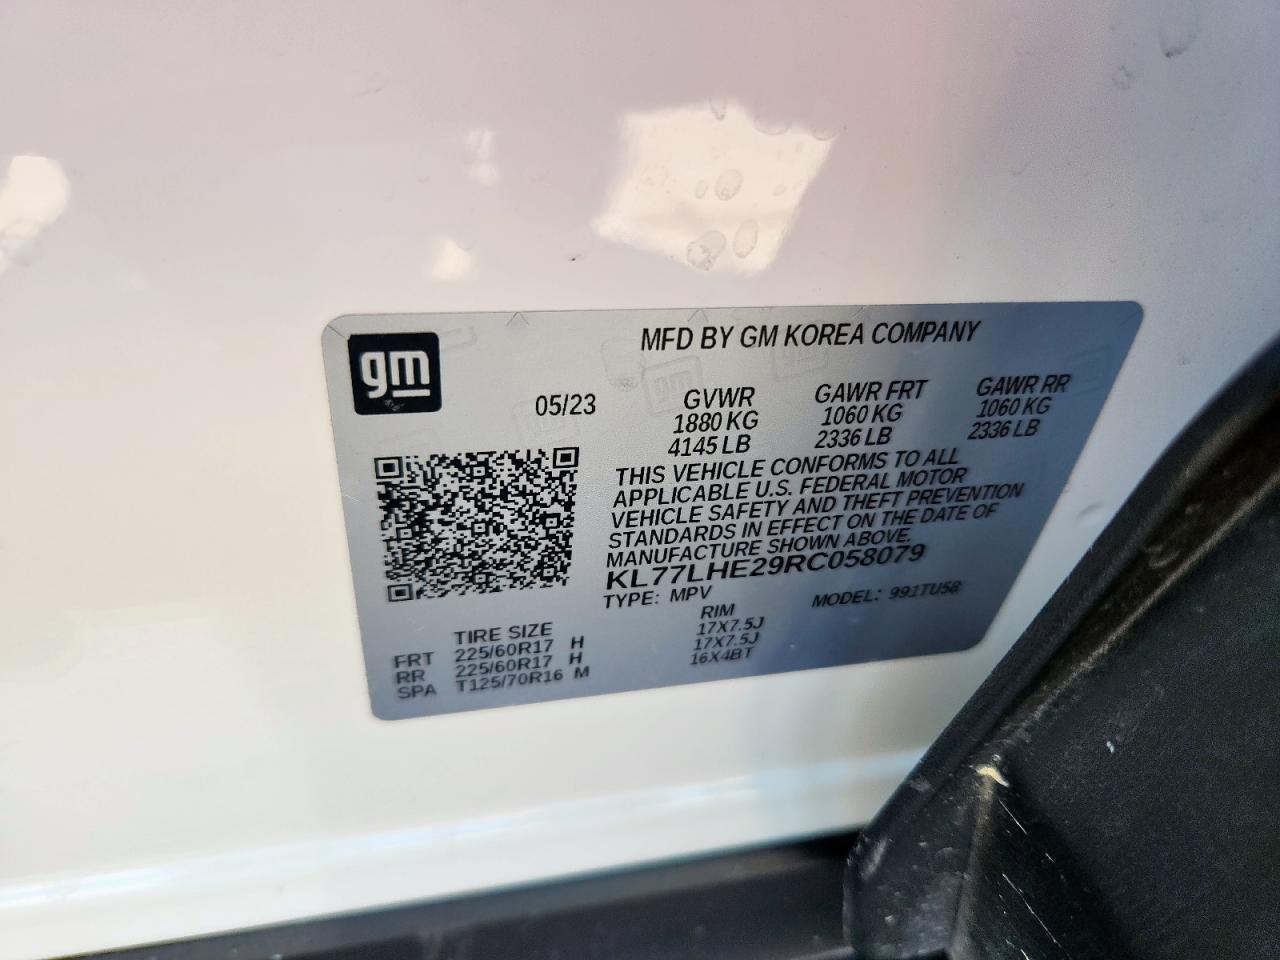 gm
MFD BY GM KOREA COMPANY
05/23 GVWR GAWR FRT GAWR RR
1880 KG 1060 KG 1060 KG
4145 LB 2336 LB 2336 LB
THIS VEHICLE CONFORMS TO ALL
APPLICABLE U.S. FEDERAL MOTOR
VEHICLE SAFETY AND THEFT PREVENTION
STANDARDS IN EFFECT ON THE DATE OF
MANUFACTURE SHOWN ABOVE.
KL77LHE29RC058079
TYPE: MPV MODEL: 991TU58
TIRE SIZE RIM
FRT 225/60R17 H 17X7.5J
RR 225/60R17 H 17X7.5J
SPA T125/70R16 M 16X4BT